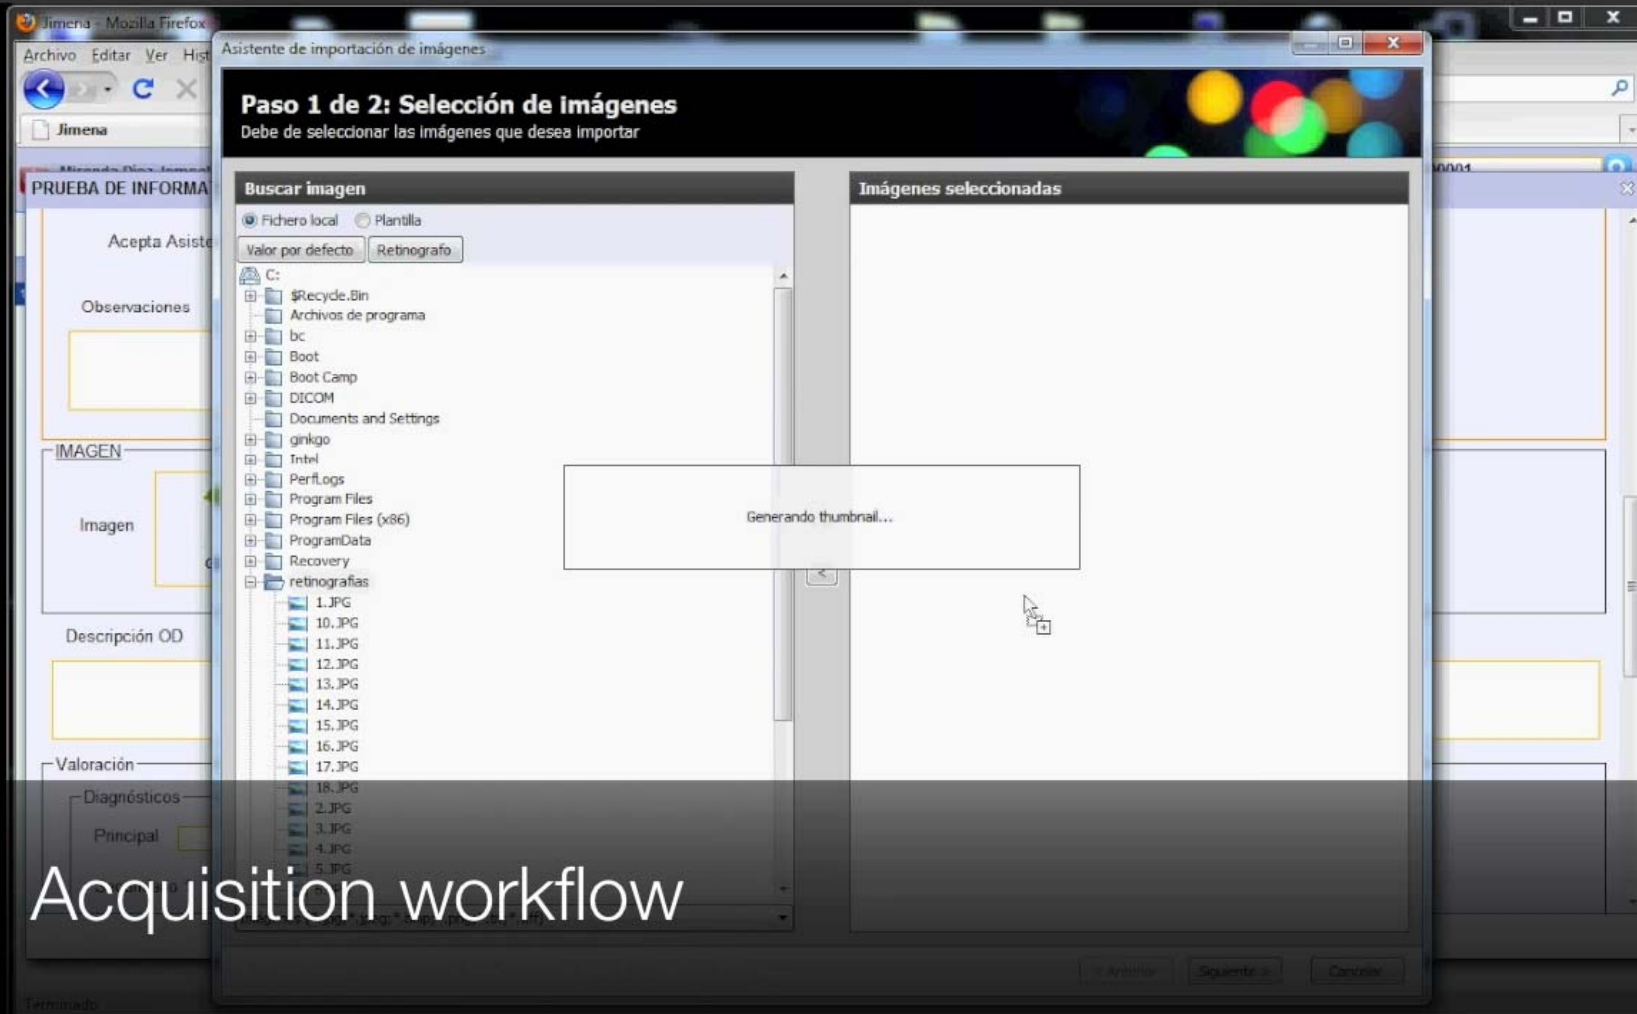 Jimena - Mozilla Firefox
Archivo Editar Ver Hist
Jimena
PRUEBA DE INFORMA
Acepta Asiste
Observaciones
IMAGEN
Imagen
Descripción OD
Valoración
Diagnósticos
Principal
Asistente de importación de imágenes
Paso 1 de 2: Selección de imágenes
Debe de seleccionar las imágenes que desea importar
Buscar imagen
Fichero local Plantilla
Valor por defecto Retinografo
C:
$Recycle.Bin
Archivos de programa
bc
Boot
Boot Camp
DICOM
Documents and Settings
ginkgo
Intel
PerfLogs
Program Files
Program Files (x86)
ProgramData
Recovery
retinografias
1.JPG
10.JPG
11.JPG
12.JPG
13.JPG
14.JPG
15.JPG
16.JPG
17.JPG
18.JPG
2.JPG
3.JPG
4.JPG
5.JPG
Imágenes seleccionadas
Generando thumbnail...
<
< Anterior Siguiente > Cancelar
Acquisition workflow
Terminado